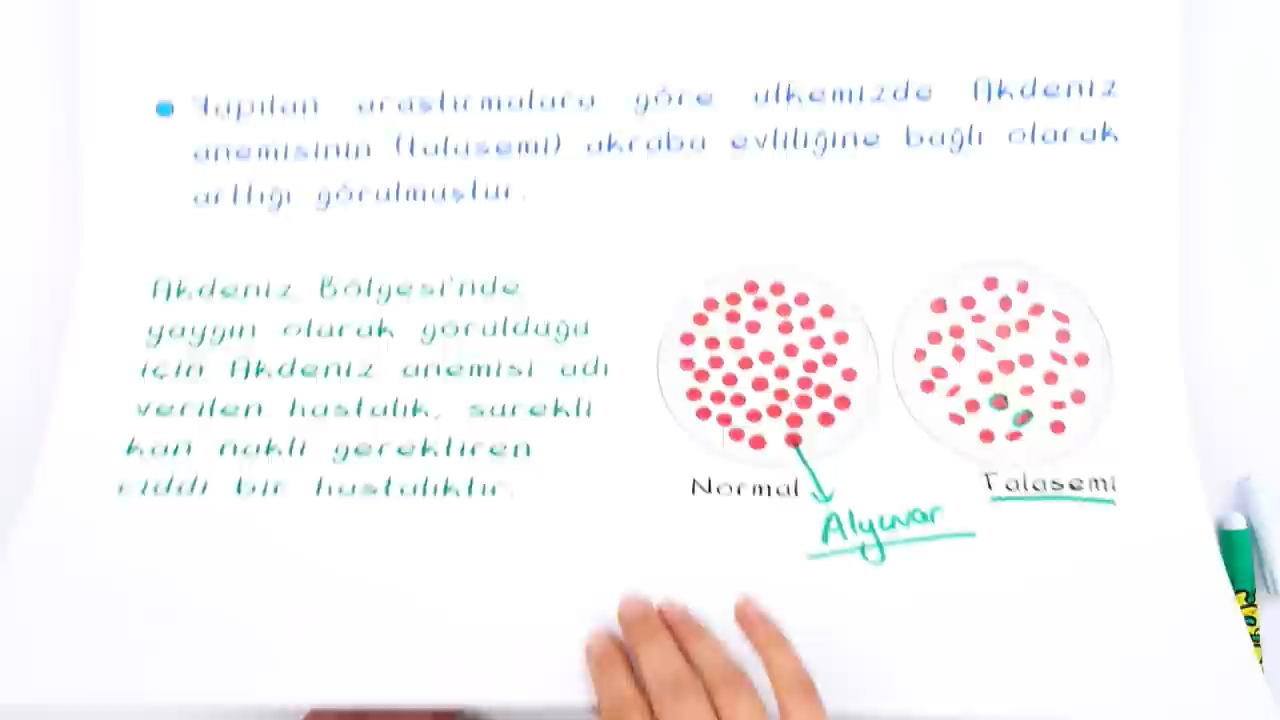 Yapılan araştırmalara göre ülkemizde Akdeniz
anemisinin (talasemi) akraba evliliğine bağlı olarak
arttığı görülmüştür.
Akdeniz Bölgesi'nde
yaygın olarak görüldüğü
için Akdeniz anemisi adı
verilen hastalık, sürekli
kan nakli gerektiren
ciddi bir hastalıktır.
Normal
Talasemi
Alyuvar